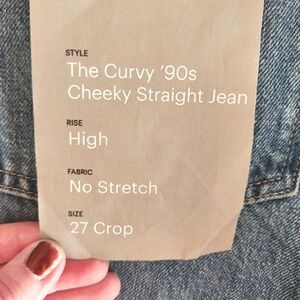 STYLE
The Curvy ’90s
Cheeky Straight Jean
RISE
High
FABRIC
No Stretch
SIZE
27 Crop